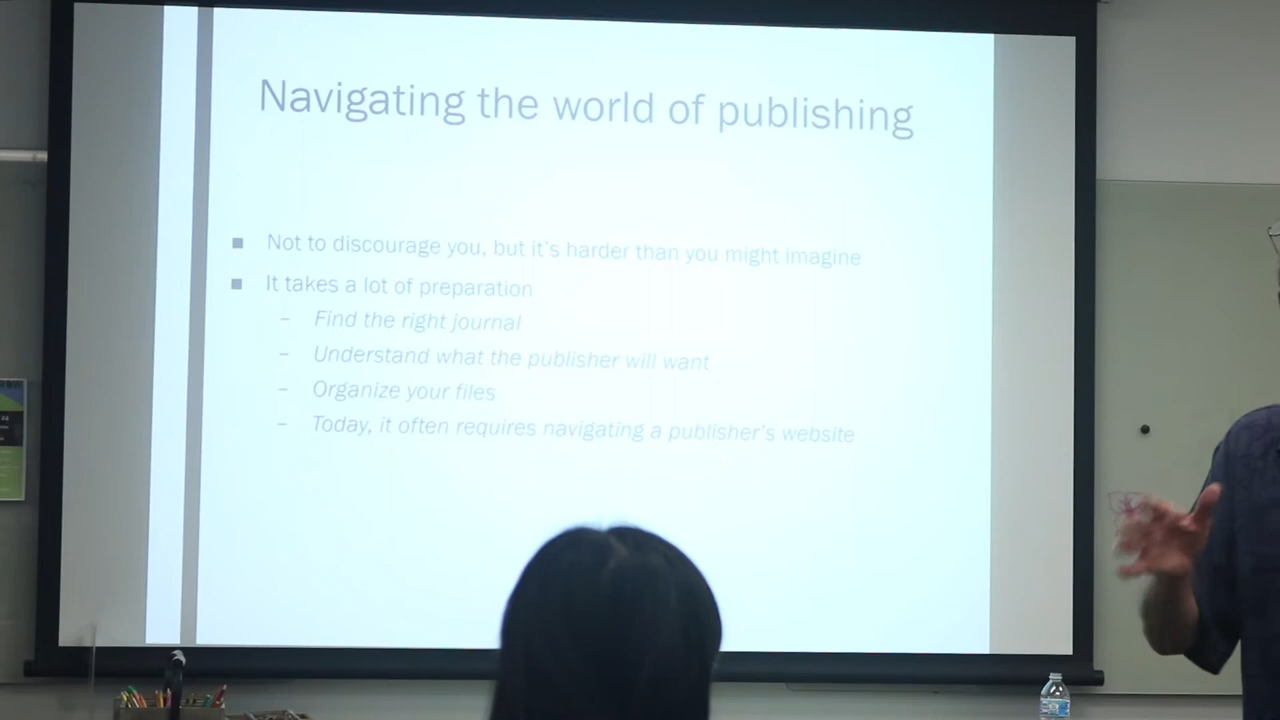 Navigating the world of publishing
■ Not to discourage you, but it's harder than you might imagine
■ It takes a lot of preparation
– Find the right journal
– Understand what the publisher will want
– Organize your files
– Today, it often requires navigating a publisher's website